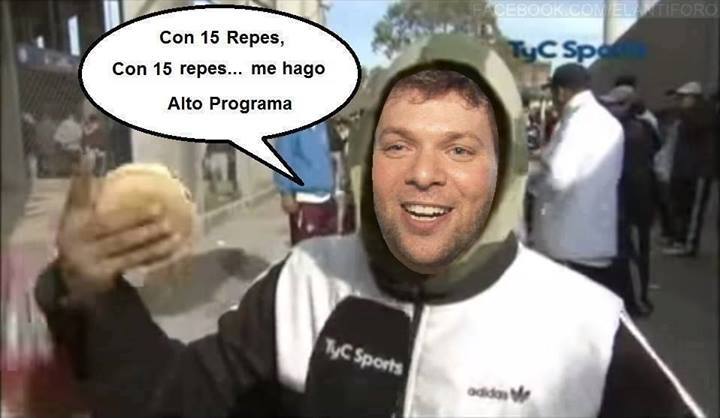 FACEBOOK.COM/ELANTIFORO
TyC Sports
Con 15 Repes,
Con 15 repes... me hago
Alto Programa
TyC Sports
adidas